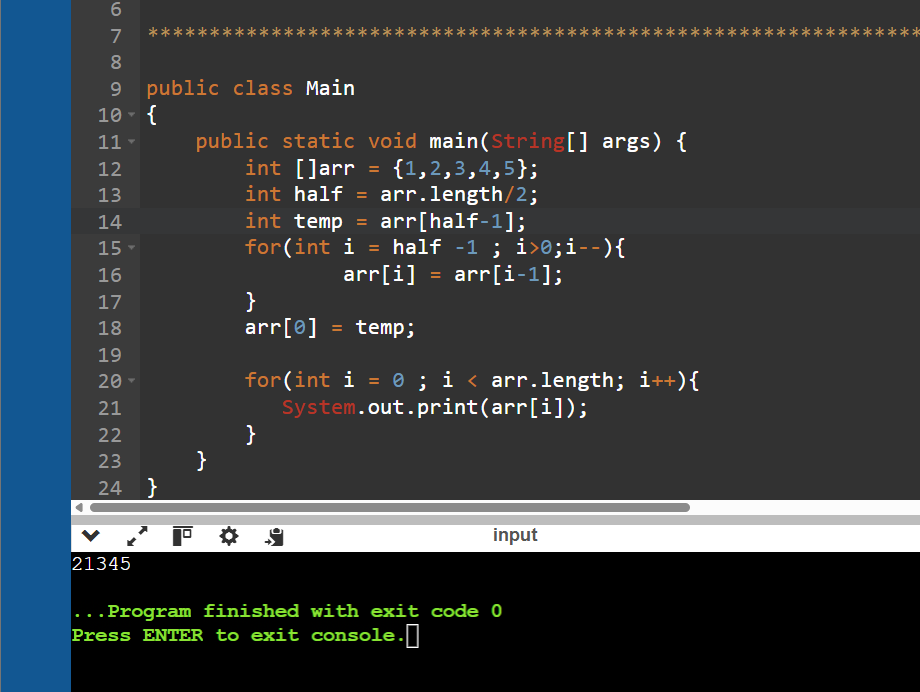 6
7 ***************************************************************
8
9 public class Main
10 {
11 public static void main(String[] args) {
12 int []arr = {1,2,3,4,5};
13 int half = arr.length/2;
14 int temp = arr[half-1];
15 for(int i = half -1 ; i>0;i--){
16 arr[i] = arr[i-1];
17 }
18 arr[0] = temp;
19
20 for(int i = 0 ; i < arr.length; i++){
21 System.out.print(arr[i]);
22 }
23 }
24 }
input
21345
...Program finished with exit code 0
Press ENTER to exit console.